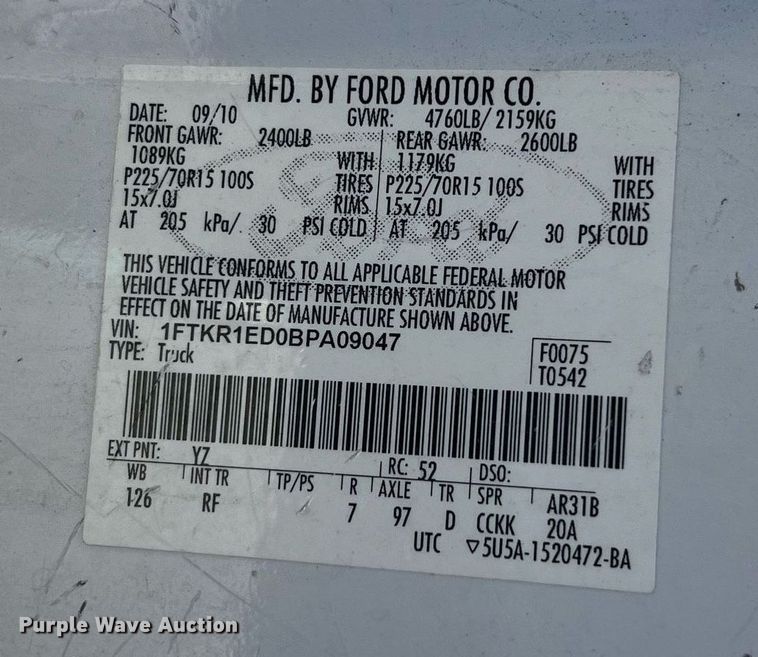 MFD. BY FORD MOTOR CO.
DATE: 09/10 GVWR: 4760LB/ 2159KG
FRONT GAWR: 2400LB REAR GAWR: 2600LB
1089KG WITH 1179KG WITH
P225/70R15 100S TIRES P225/70R15 100S TIRES
15x7.0J RIMS 15x7.0J RIMS
AT 205 kPa/ 30 PSI COLD AT 205 kPa/ 30 PSI COLD
THIS VEHICLE CONFORMS TO ALL APPLICABLE FEDERAL MOTOR
VEHICLE SAFETY AND THEFT PREVENTION STANDARDS IN
EFFECT ON THE DATE OF MANUFACTURE SHOWN ABOVE.
VIN: 1FTKR1ED0BPA09047
TYPE: Truck
F0075
T0542
EXT PNT: YZ RC: 52 DSO:
WB INT TR TP/PS R AXLE TR SPR AR31B
126 RF 7 97 D CCKK 20A
UTC ▽5U5A-1520472-BA
Purple Wave Auction